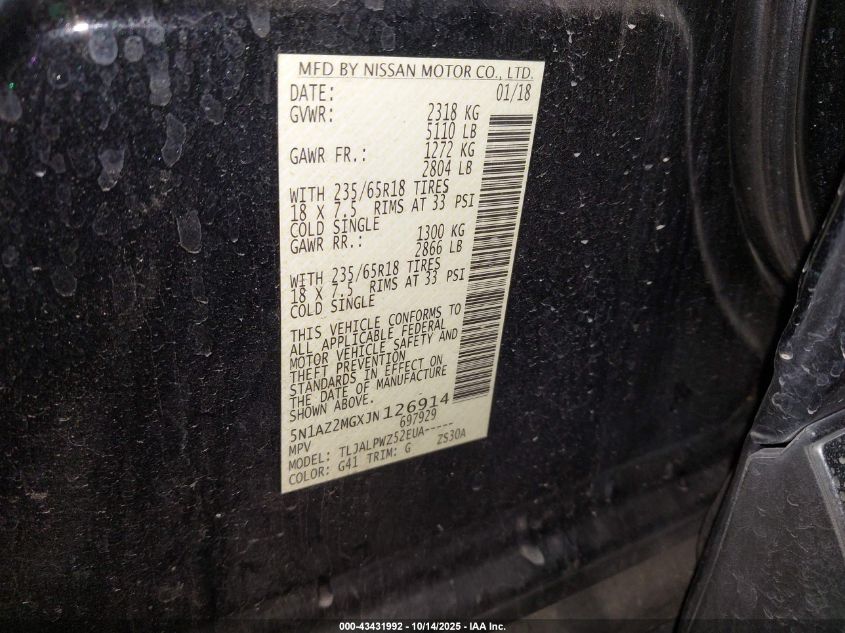 MFD BY NISSAN MOTOR CO., LTD.
DATE: 01/18
GVWR: 2318 KG
5110 LB
GAWR FR.: 1272 KG
2804 LB
WITH 235/65R18 TIRES
18 X 7.5 RIMS AT 33 PSI
COLD SINGLE
GAWR RR.: 1300 KG
2866 LB
WITH 235/65R18 TIRES
18 X 7.5 RIMS AT 33 PSI
COLD SINGLE
THIS VEHICLE CONFORMS TO
ALL APPLICABLE FEDERAL
MOTOR VEHICLE SAFETY AND
THEFT PREVENTION
STANDARDS IN EFFECT ON
THE DATE OF MANUFACTURE
SHOWN ABOVE.
5N1AZ2MGXJN126914
MPV 697929
MODEL: TLJALPWZ52EUA-----
COLOR: G41 TRIM: G ZS30A
000-43431992 - 10/14/2025 - IAA Inc.